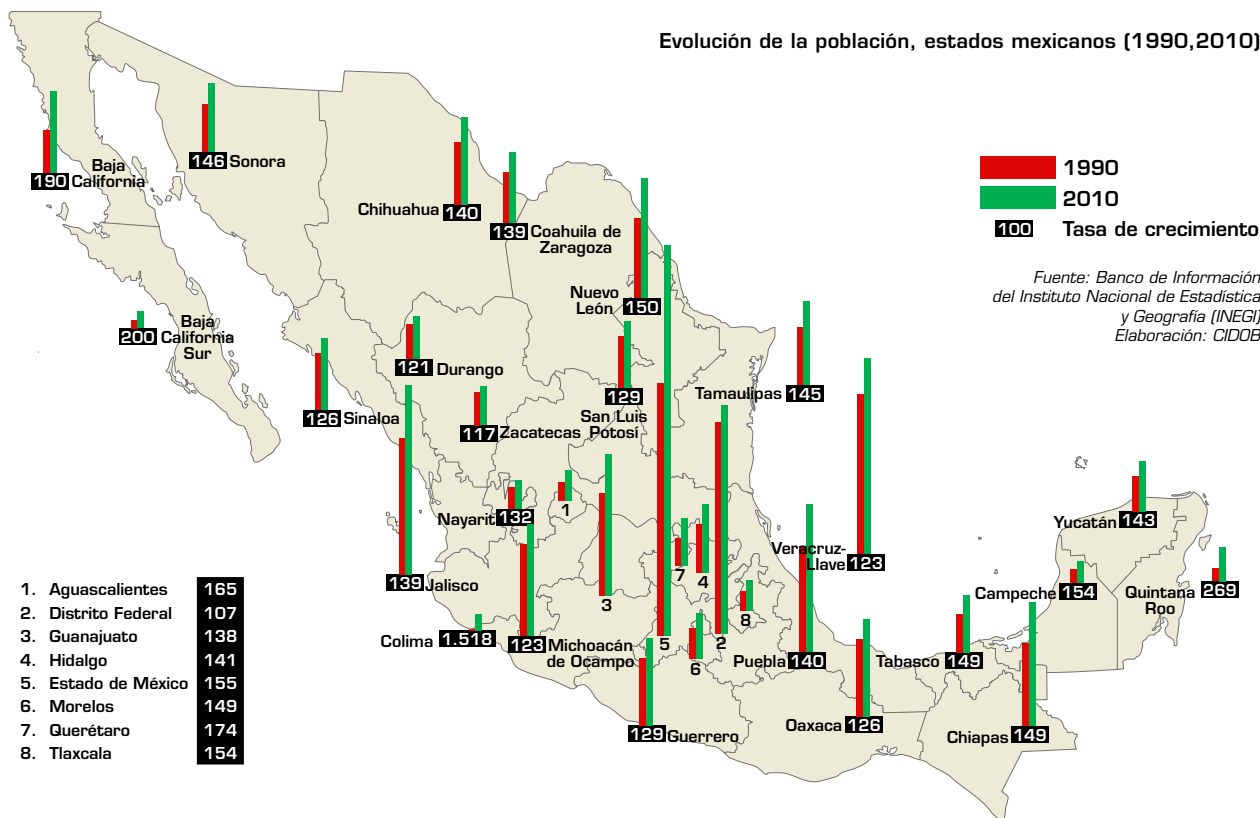 Evolución de la población, estados mexicanos (1990,2010)
1990
2010
100 Tasa de crecimiento
Fuente: Banco de Información
del Instituto Nacional de Estadística
y Geografía (INEGI)
Elaboración: CIDOB
190 Baja
California
146 Sonora
Chihuahua 140
139 Coahuila de
Zaragoza
Nuevo
León 150
200 Baja
California
Sur
121 Durango
126 Sinaloa
117 Zacatecas
129
San Luis
Potosí
Tamaulipas 145
Nayarit 132
1
139 Jalisco
3
7
4
8
5
2
6
Veracruz-
Llave 123
Yucatán 143
Campeche 154
Quintana
Roo 269
Colima 1.518
123 Michoacán
de Ocampo
Puebla 140
Tabasco 149
129 Guerrero
Oaxaca 126
Chiapas 149
1. Aguascalientes 165
2. Distrito Federal 107
3. Guanajuato 138
4. Hidalgo 141
5. Estado de México 155
6. Morelos 149
7. Querétaro 174
8. Tlaxcala 154